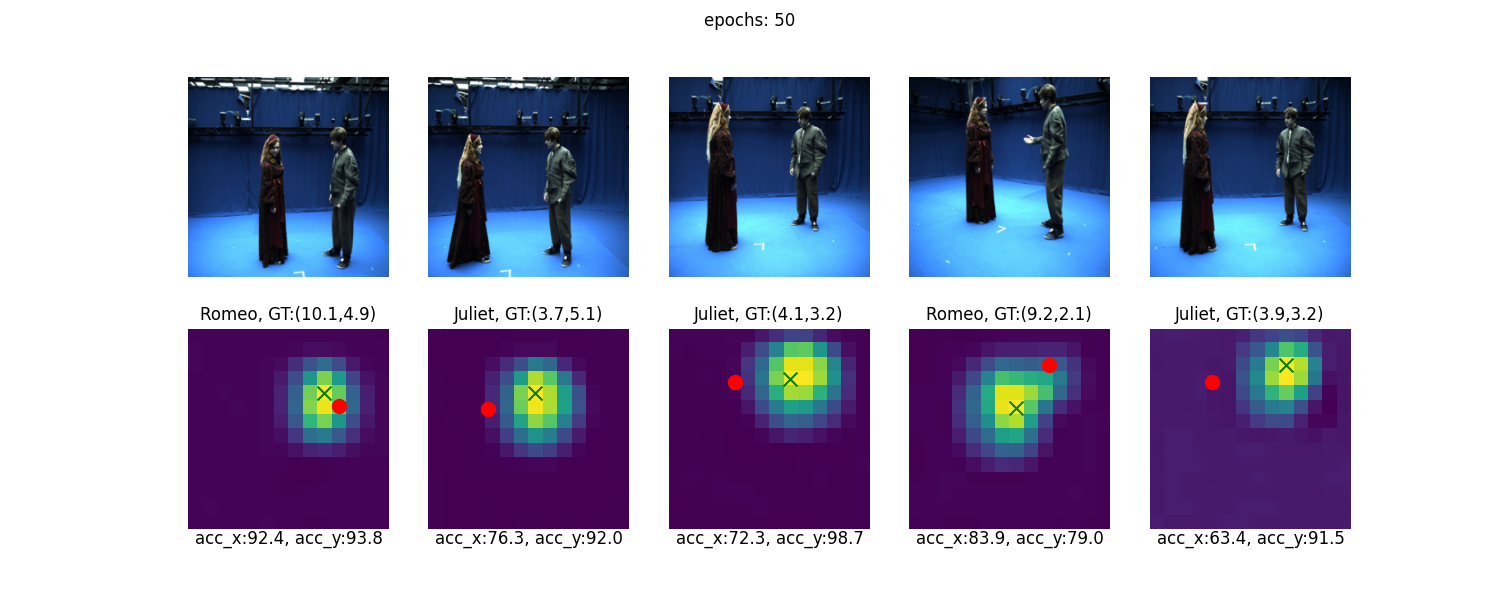 epochs: 50
Romeo, GT:(10.1,4.9)
Juliet, GT:(3.7,5.1)
Juliet, GT:(4.1,3.2)
Romeo, GT:(9.2,2.1)
Juliet, GT:(3.9,3.2)
acc_x:92.4, acc_y:93.8
acc_x:76.3, acc_y:92.0
acc_x:72.3, acc_y:98.7
acc_x:83.9, acc_y:79.0
acc_x:63.4, acc_y:91.5